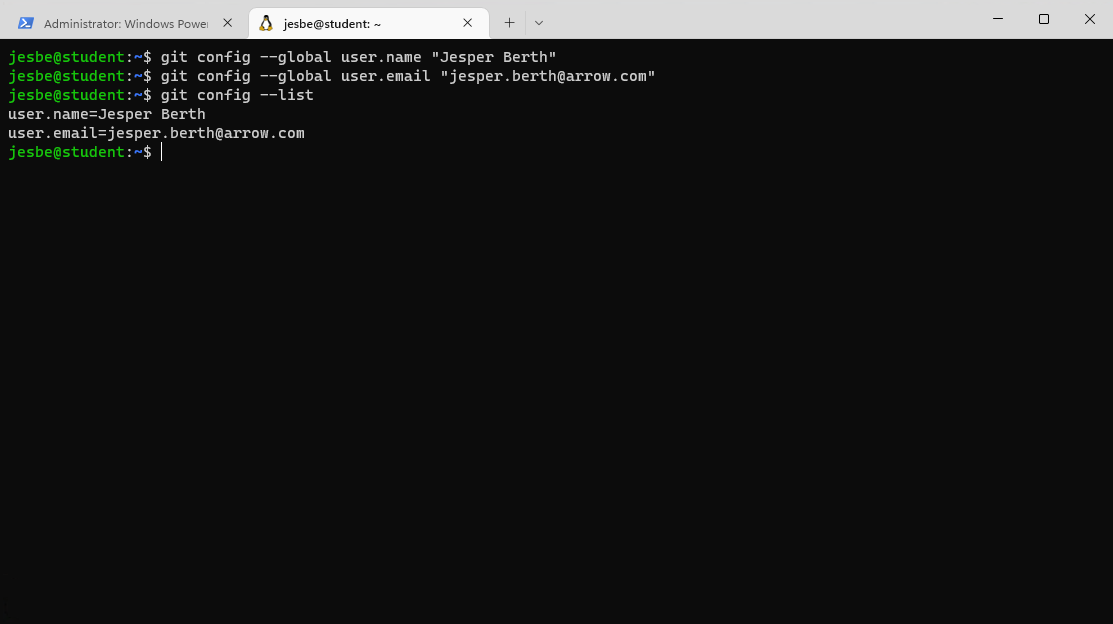 Administrator: Windows Power
jesbe@student: ~
jesbe@student:~$ git config --global user.name "Jesper Berth"
jesbe@student:~$ git config --global user.email "jesper.berth@arrow.com"
jesbe@student:~$ git config --list
user.name=Jesper Berth
user.email=jesper.berth@arrow.com
jesbe@student:~$